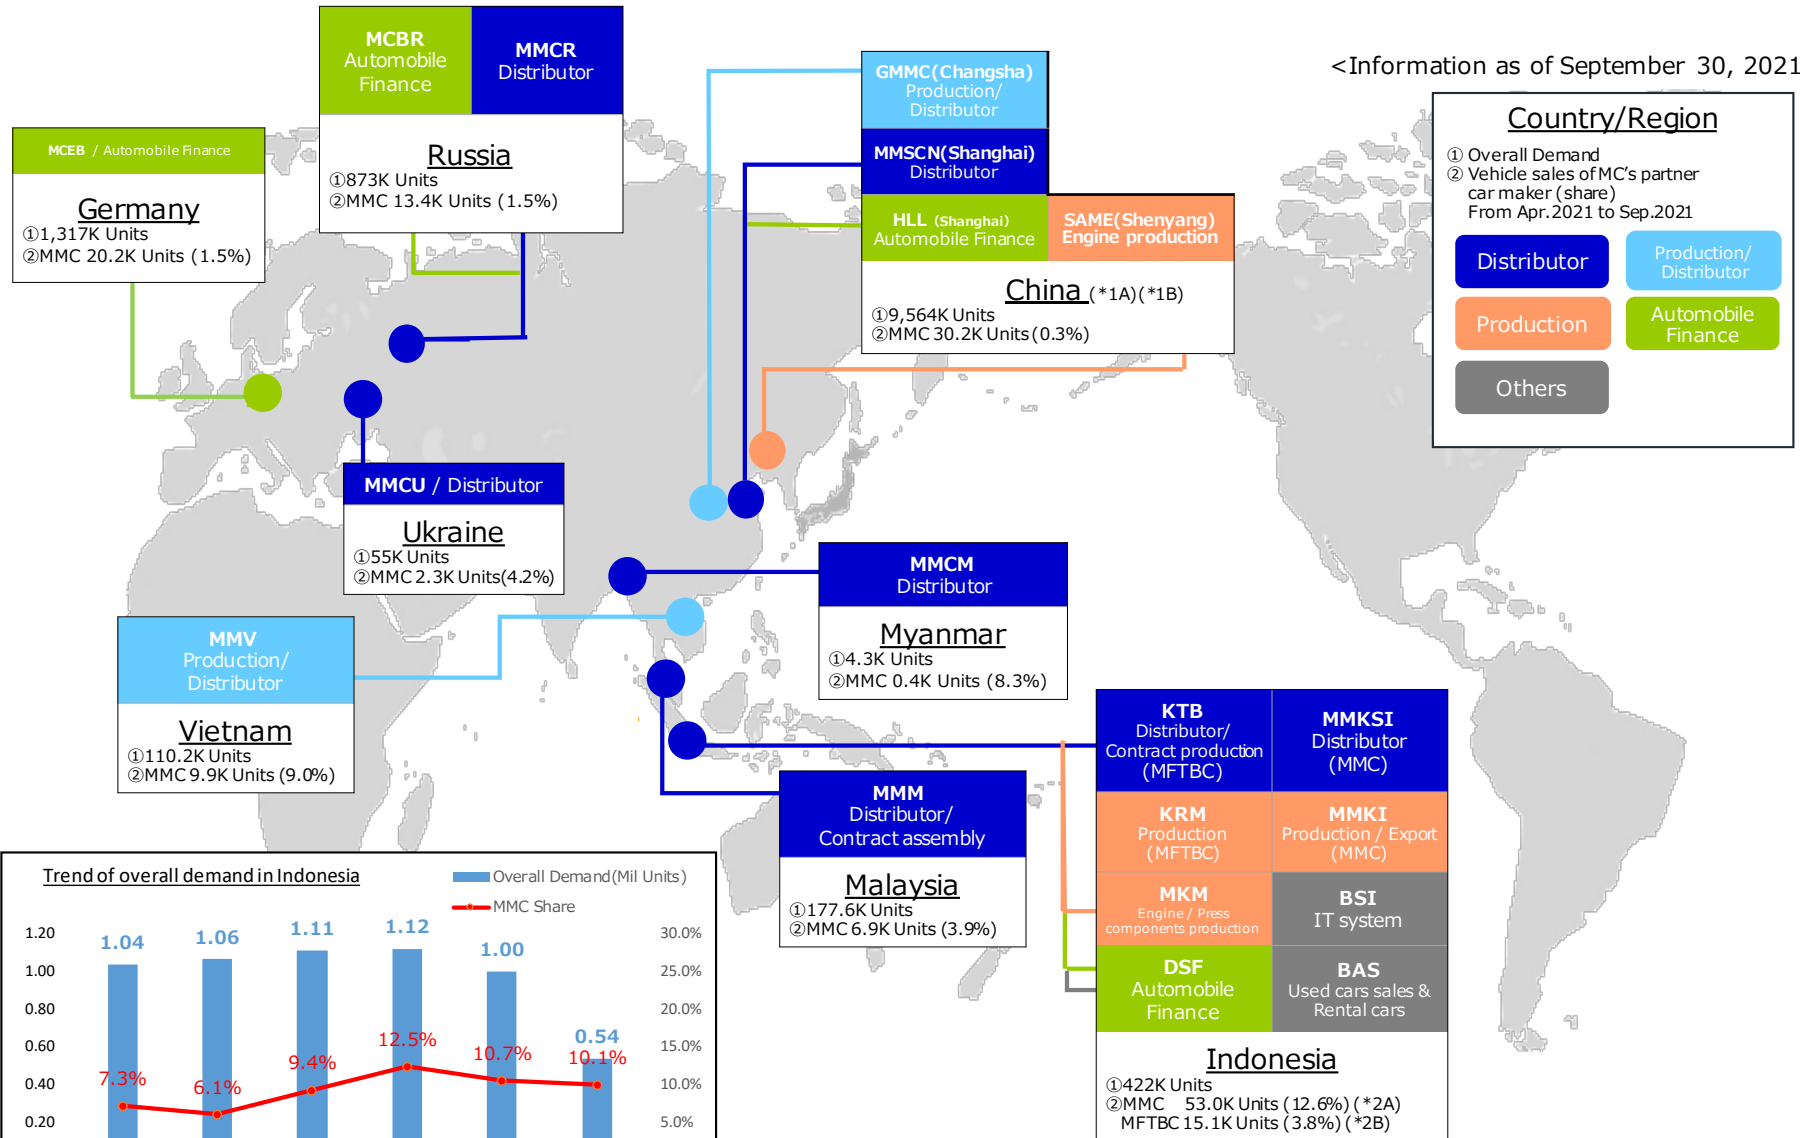 <Information as of September 30, 2021
MCBR
Automobile
Finance
MMCR
Distributor
Russia
①873K Units
②MMC 13.4K Units (1.5%)
MCEB / Automobile Finance
Germany
①1,317K Units
②MMC 20.2K Units (1.5%)
GMMC(Changsha)
Production/
Distributor
MMSCN(Shanghai)
Distributor
HLL (Shanghai)
Automobile Finance
SAME(Shenyang)
Engine production
China (*1A)(*1B)
①9,564K Units
②MMC 30.2K Units (0.3%)
Country/Region
① Overall Demand
② Vehicle sales of MC's partner
car maker (share)
From Apr.2021 to Sep.2021
Distributor
Production/
Distributor
Production
Automobile
Finance
Others
MMCU / Distributor
Ukraine
①55K Units
②MMC 2.3K Units(4.2%)
MMCM
Distributor
Myanmar
①4.3K Units
②MMC 0.4K Units (8.3%)
MMV
Production/
Distributor
Vietnam
①110.2K Units
②MMC 9.9K Units (9.0%)
MMM
Distributor/
Contract assembly
Malaysia
①177.6K Units
②MMC 6.9K Units (3.9%)
KTB
Distributor/
Contract production
(MFTBC)
MMKSI
Distributor
(MMC)
KRM
Production
(MFTBC)
MMKI
Production / Export
(MMC)
MKM
Engine / Press
components production
BSI
IT system
DSF
Automobile
Finance
BAS
Used cars sales &
Rental cars
Indonesia
①422K Units
②MMC 53.0K Units (12.6%) (*2A)
MFTBC 15.1K Units (3.8%) (*2B)
Trend of overall demand in Indonesia
Overall Demand(Mil Units)
MMC Share
1.20
1.00
0.80
0.60
0.40
0.20
1.04
1.06
1.11
1.12
1.00
0.54
7.3%
6.1%
9.4%
12.5%
10.7%
10.1%
30.0%
25.0%
20.0%
15.0%
10.0%
5.0%